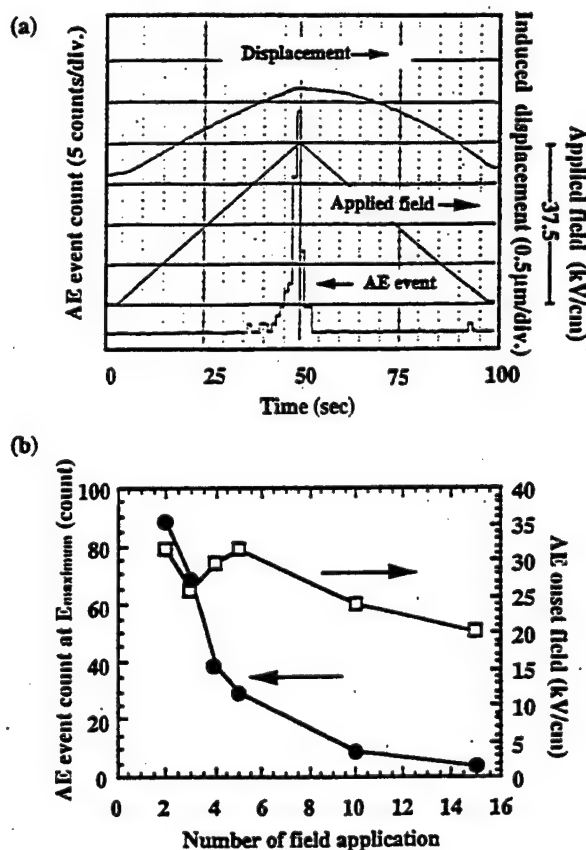 (a)
AE event count (5 counts/div.)
Displacement
Applied field
AE event
Induced displacement (0.5μm/div.)
37.5
Applied field (kV/cm)
0
25
50
75
100
Time (sec)
(b)
AE event count at Emaximum (count)
100
80
60
40
20
0
40
35
30
25
20
15
10
5
0
AE onset field (kV/cm)
0
2
4
6
8
10
12
14
16
Number of field application